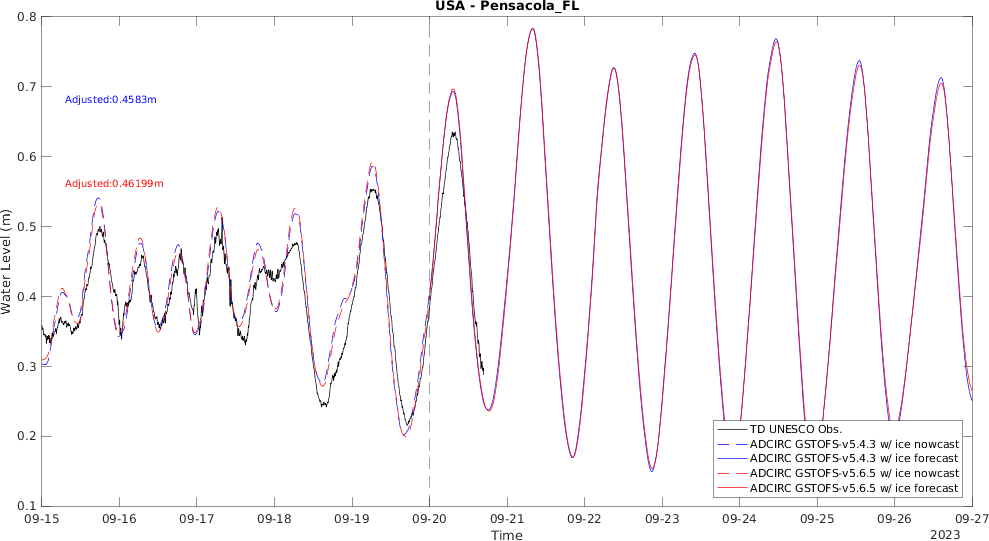 USA - Pensacola_FL
0.8
0.7
0.6
0.5
0.4
0.3
0.2
0.1
Water Level (m)
Adjusted:0.4583m
Adjusted:0.46199m
TD UNESCO Obs.
ADCIRC GSTOFS-v5.4.3 w/ ice nowcast
ADCIRC GSTOFS-v5.4.3 w/ ice forecast
ADCIRC GSTOFS-v5.6.5 w/ ice nowcast
ADCIRC GSTOFS-v5.6.5 w/ ice forecast
09-15 09-16 09-17 09-18 09-19 09-20 09-21 09-22 09-23 09-24 09-25 09-26 09-27
Time
2023